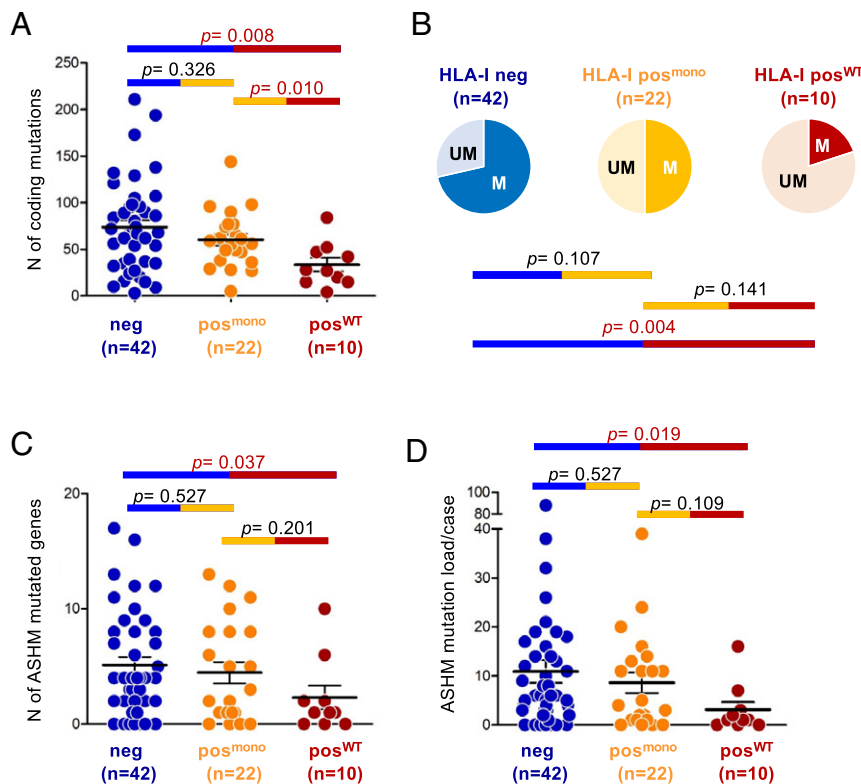 A
p= 0.008
p= 0.326
p= 0.010
N of coding mutations
250
200
150
100
50
0
neg
(n=42)
pos^mono
(n=22)
pos^WT
(n=10)
B
HLA-I neg
(n=42)
HLA-I pos^mono
(n=22)
HLA-I pos^WT
(n=10)
UM
M
UM
M
UM
M
p= 0.107
p= 0.141
p= 0.004
C
p= 0.037
p= 0.527
p= 0.201
N of ASHM mutated genes
20
10
0
neg
(n=42)
pos^mono
(n=22)
pos^WT
(n=10)
D
p= 0.019
p= 0.527
p= 0.109
ASHM mutation load/case
100
80
40
30
20
10
0
neg
(n=42)
pos^mono
(n=22)
pos^WT
(n=10)